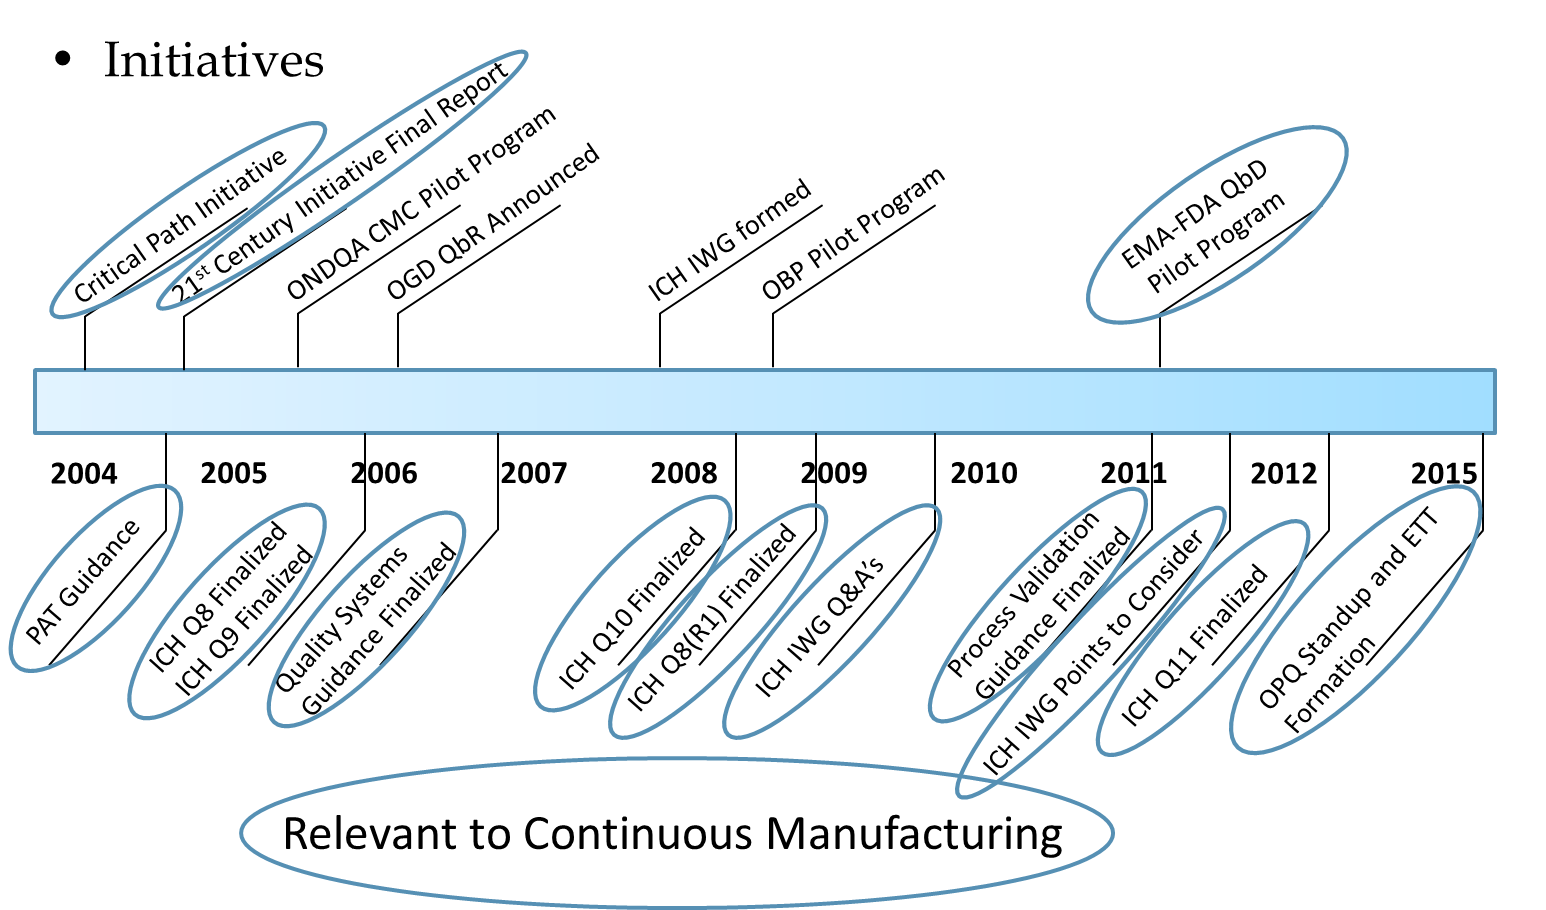 • Initiatives
Critical Path Initiative
21st Century Initiative Final Report
ONDQA CMC Pilot Program
OGD QbR Announced
ICH IWG formed
OBP Pilot Program
EMA-FDA QbD
Pilot Program
2004
2005
2006
2007
2008
2009
2010
2011
2012
2015
PAT Guidance
ICH Q8 Finalized
ICH Q9 Finalized
Quality Systems
Guidance Finalized
ICH Q10 Finalized
ICH Q8(R1) Finalized
ICH IWG Q&A's
Process Validation
Guidance Finalized
ICH IWG Points to Consider
ICH Q11 Finalized
OPQ Standup and ETT
Formation
Relevant to Continuous Manufacturing